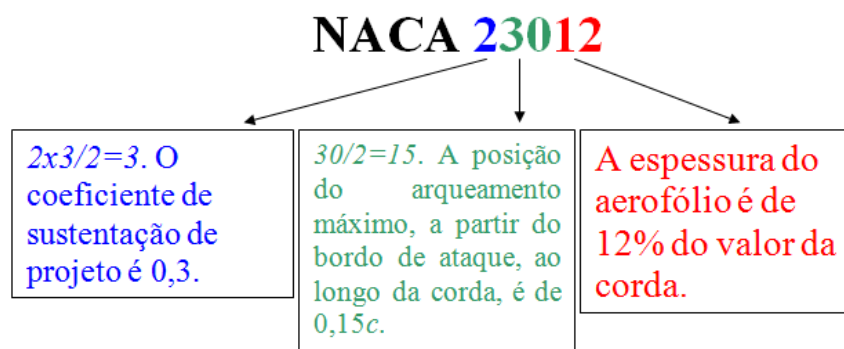 NACA 23012
2x3/2=3. O
coeficiente de
sustentação de
projeto é 0,3.
30/2=15. A posição
do arqueamento
máximo, a partir do
bordo de ataque, ao
longo da corda, é de
0,15c.
A espessura do
aerofólio é de
12% do valor da
corda.